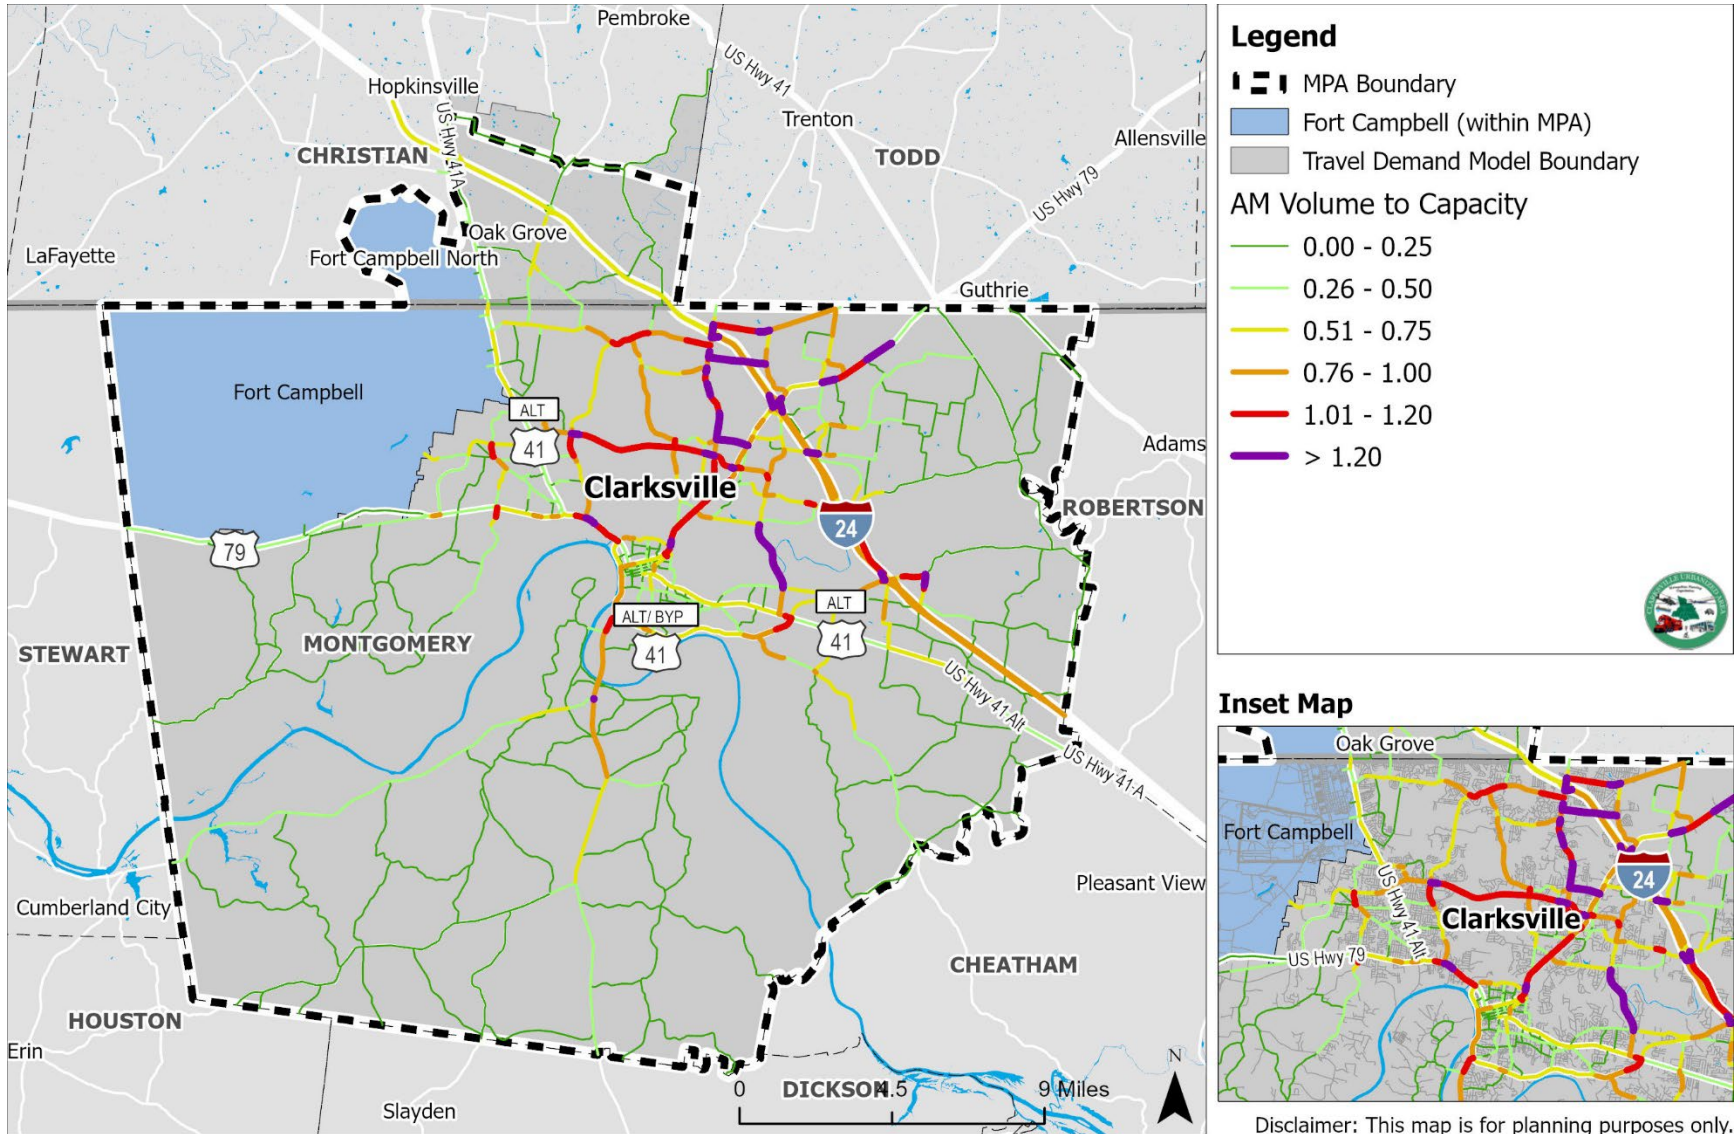 Pembroke
US Hwy 41
Hopkinsville
US Hwy 41A
Trenton
Allensville
CHRISTIAN
TODD
US Hwy 79
Oak Grove
LaFayette
Fort Campbell North
Guthrie
Fort Campbell
ALT
41
Adams
Clarksville
ROBERTSON
24
79
ALT
ALT/ BYP
41
41
STEWART
MONTGOMERY
US Hwy 41 Alt
US Hwy 41 A
Pleasant View
Cumberland City
CHEATHAM
HOUSTON
Erin
N
0
DICKSON
4.5
9 Miles
Slayden
Legend
MPA Boundary
Fort Campbell (within MPA)
Travel Demand Model Boundary
AM Volume to Capacity
0.00 - 0.25
0.26 - 0.50
0.51 - 0.75
0.76 - 1.00
1.01 - 1.20
> 1.20
Inset Map
Oak Grove
Fort Campbell
24
US Hwy 41 Alt
Clarksville
US Hwy 79
Disclaimer: This map is for planning purposes only.